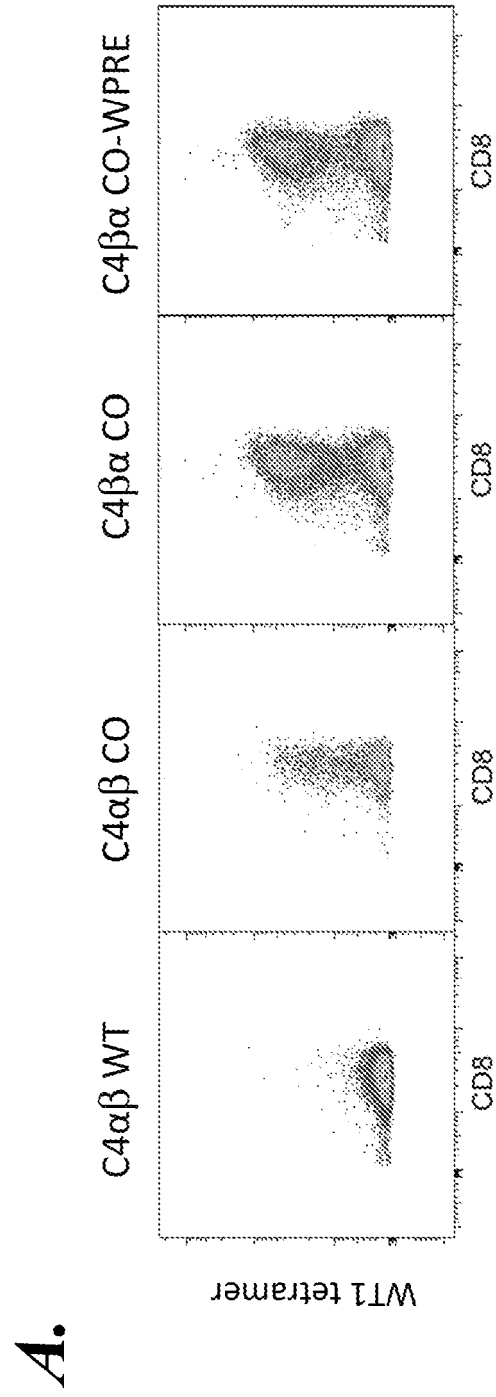 A.
C4αβ WT
C4αβ CO
C4βα CO
C4βα CO-WPRE
WT1 tetramer
CD8
CD8
CD8
CD8